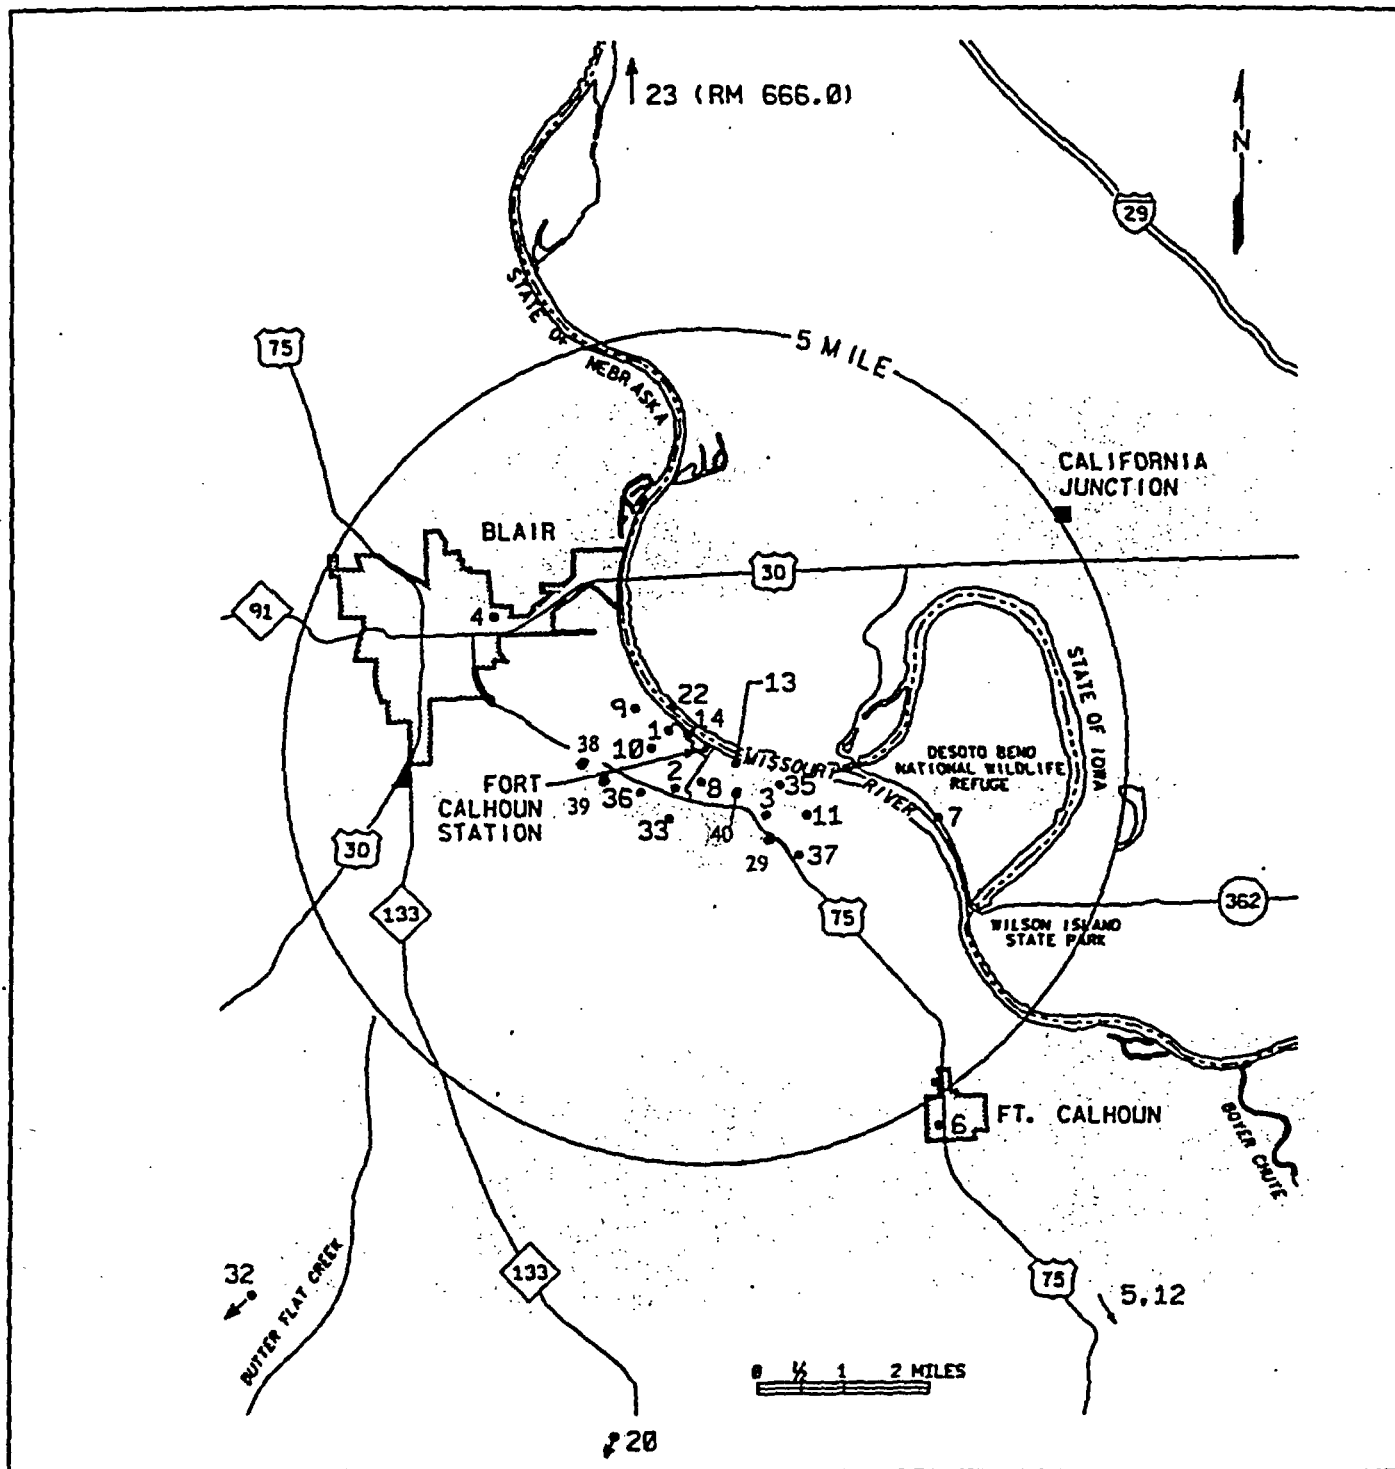 23 (RM 666.0)
N
29
STATE OF NEBRASKA
75
5 MILE
CALIFORNIA
JUNCTION
BLAIR
30
91
4
STATE OF IOWA
13
22
9
14
1
10
38
DESOTO BEND
NATIONAL WILDLIFE
REFUGE
MISSOURI RIVER
FORT
CALHOUN
STATION
39
36
2
8
35
3
11
7
33
40
29
37
30
133
75
362
WILSON ISLAND
STATE PARK
6
FT. CALHOUN
BOYER CHUTE
32
BUTTER FLAT CREEK
133
75
5,12
0 ½ 1 2 MILES
20